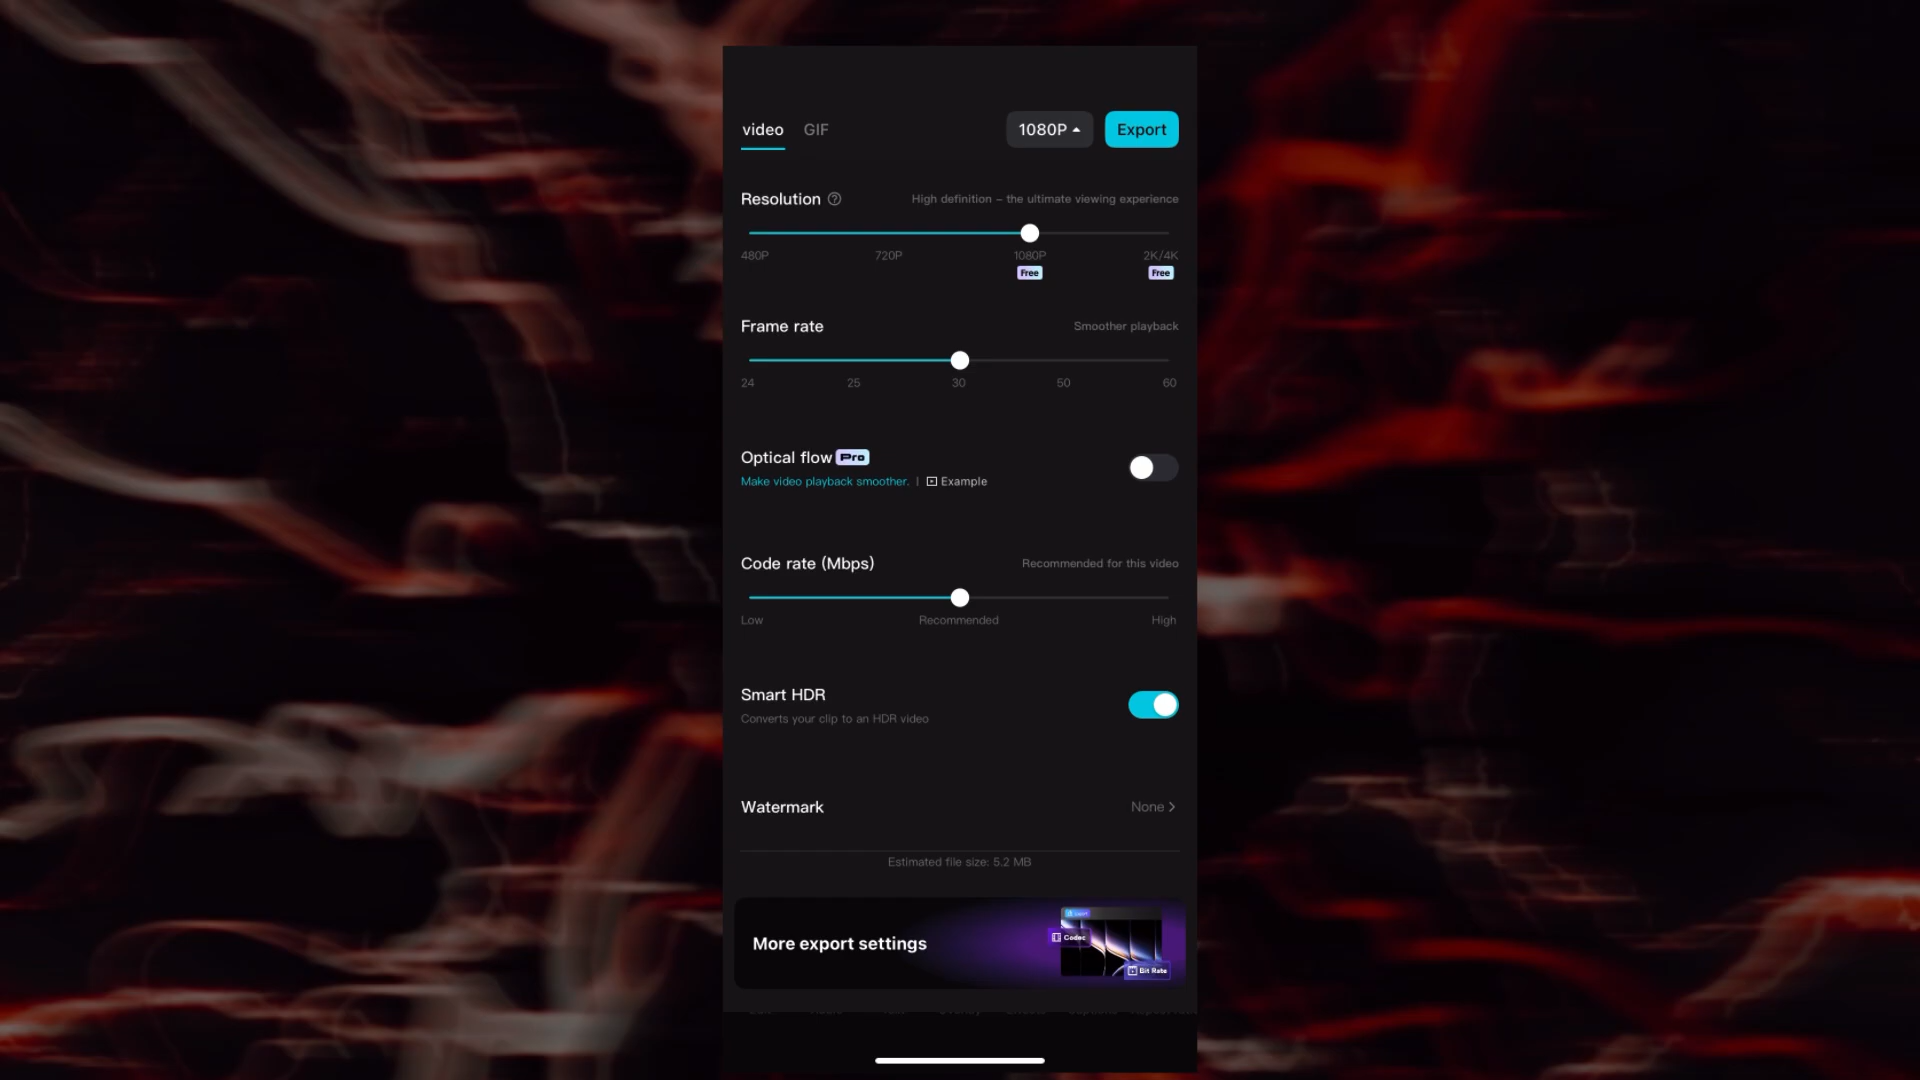 video GIF 1080P Export
Resolution High definition – the ultimate viewing experience
480P 720P 1080P 2K/4K
Free Free
Frame rate Smoother playback
24 25 30 50 60
Optical flow Pro
Make video playback smoother. | Example
Code rate (Mbps) Recommended for this video
Low Recommended High
Smart HDR
Converts your clip to an HDR video
Watermark None
Estimated file size: 5.2 MB
More export settings
Codec
Bit Rate